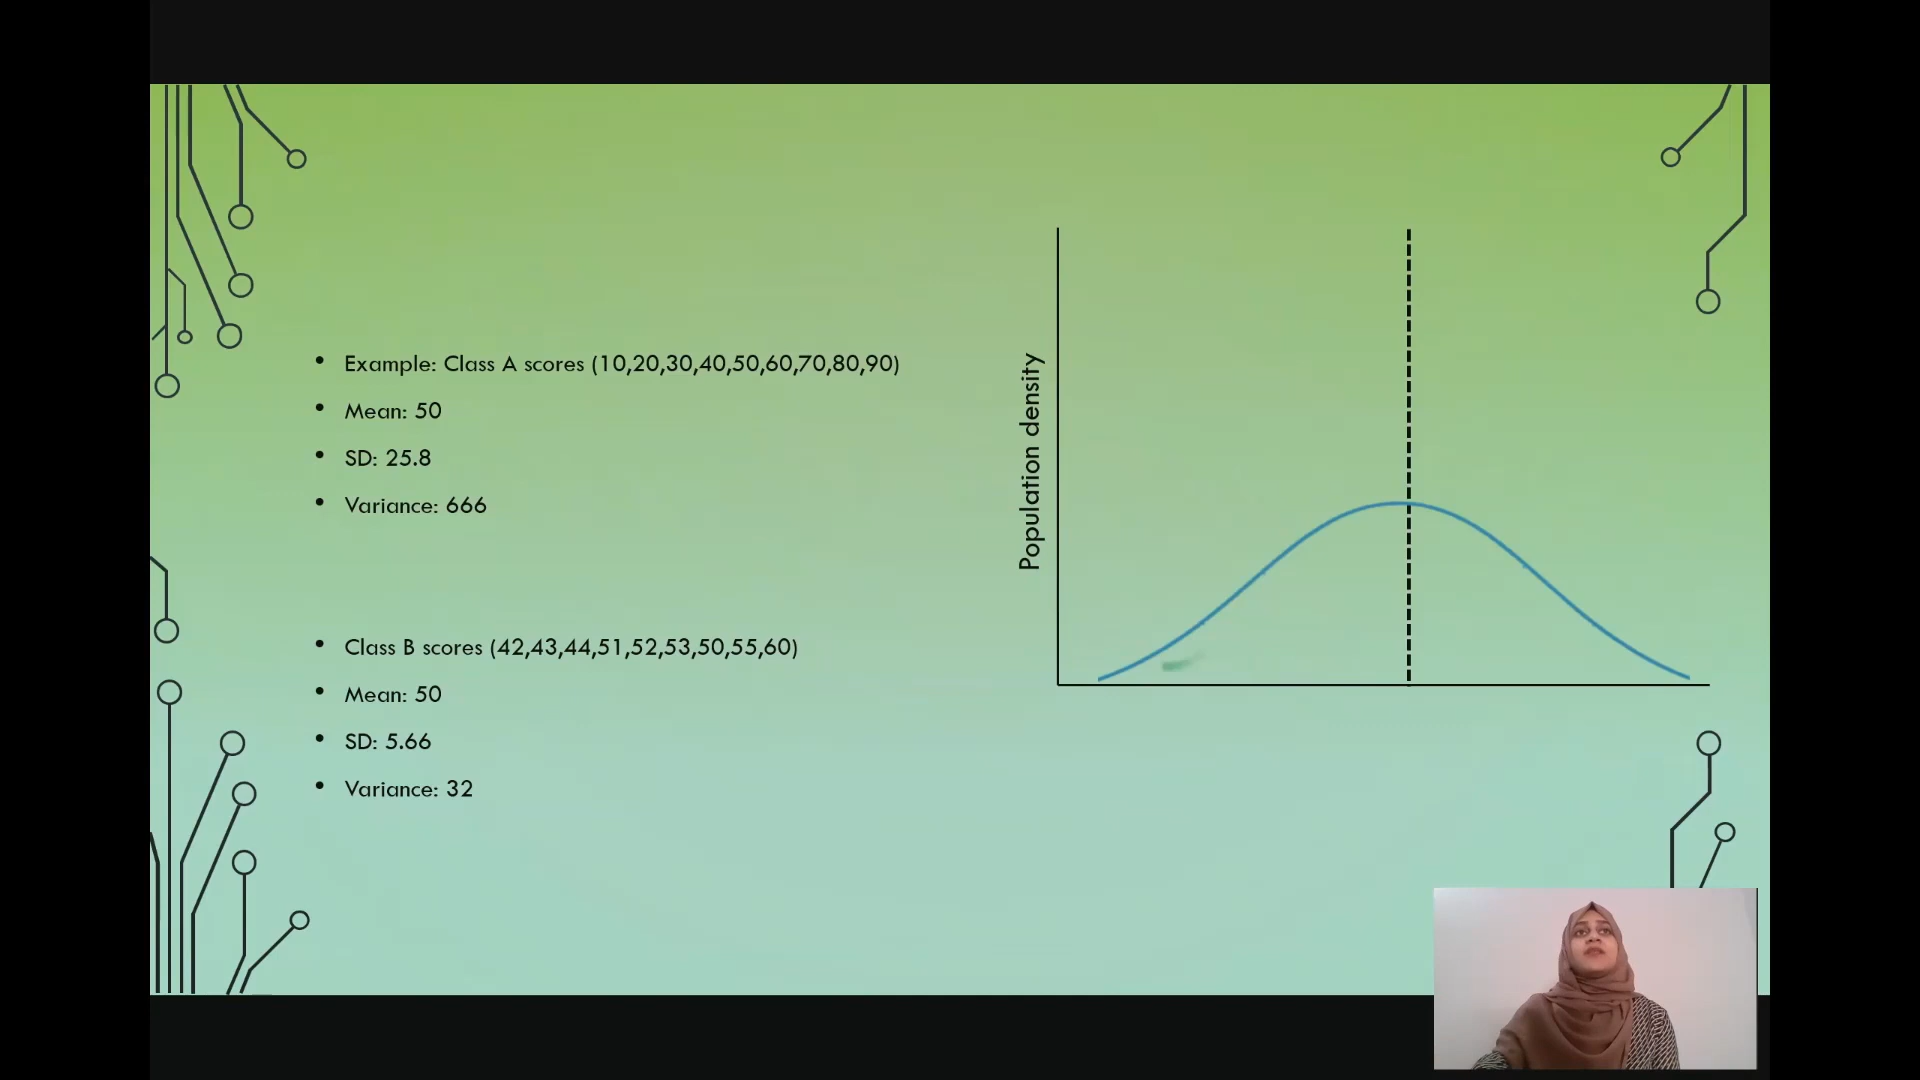 Example: Class A scores (10,20,30,40,50,60,70,80,90)
Mean: 50
SD: 25.8
Variance: 666
Class B scores (42,43,44,51,52,53,50,55,60)
Mean: 50
SD: 5.66
Variance: 32
Population density